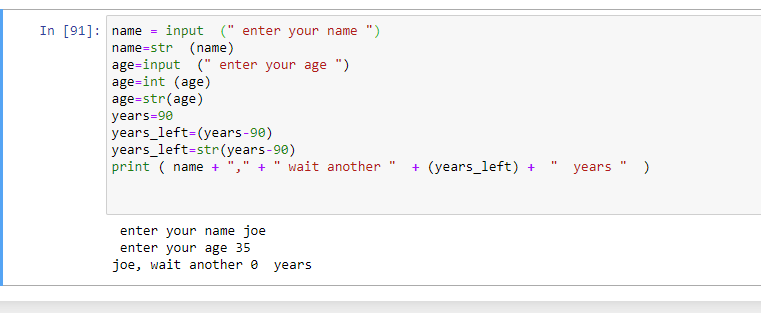 In [91]: name = input  (" enter your name ")
name=str  (name)
age=input  (" enter your age ")
age=int (age)
age=str(age)
years=90
years_left=(years-90)
years_left=str(years-90)
print ( name + "," + " wait another "  + (years_left) +  "  years "  )
enter your name joe
enter your age 35
joe, wait another 0  years